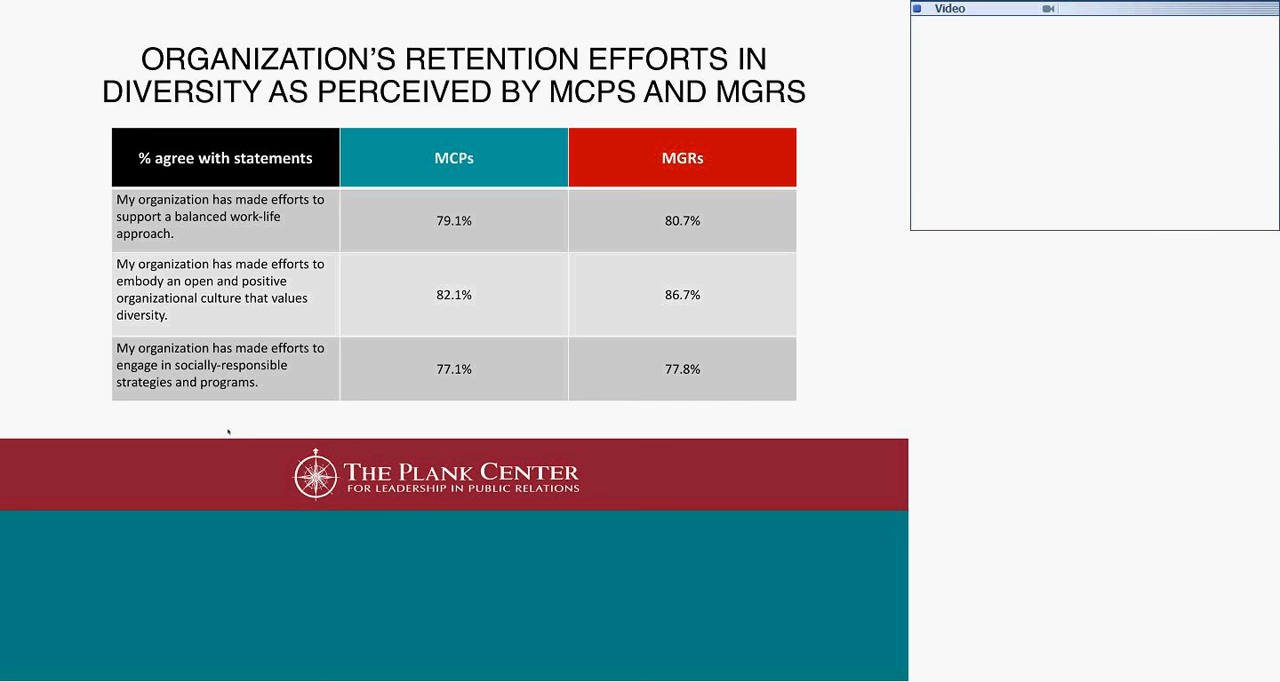 Video
ORGANIZATION’S RETENTION EFFORTS IN
DIVERSITY AS PERCEIVED BY MCPS AND MGRS
% agree with statements
MCPs
MGRs
My organization has made efforts to
support a balanced work-life
approach.
79.1%
80.7%
My organization has made efforts to
embody an open and positive
organizational culture that values
diversity.
82.1%
86.7%
My organization has made efforts to
engage in socially-responsible
strategies and programs.
77.1%
77.8%
THE PLANK CENTER
FOR LEADERSHIP IN PUBLIC RELATIONS